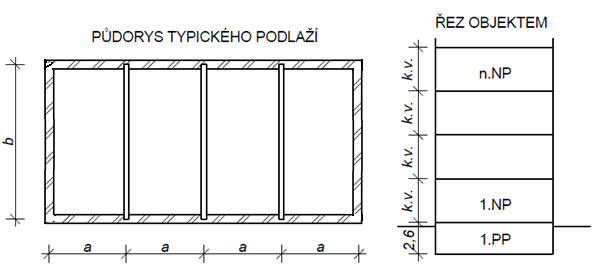 PŮDORYS TYPICKÉHO PODLAŽÍ
b
a a a a
ŘEZ OBJEKTEM
k.v. n.NP
k.v.
k.v.
k.v. 1.NP
2,6 1.PP